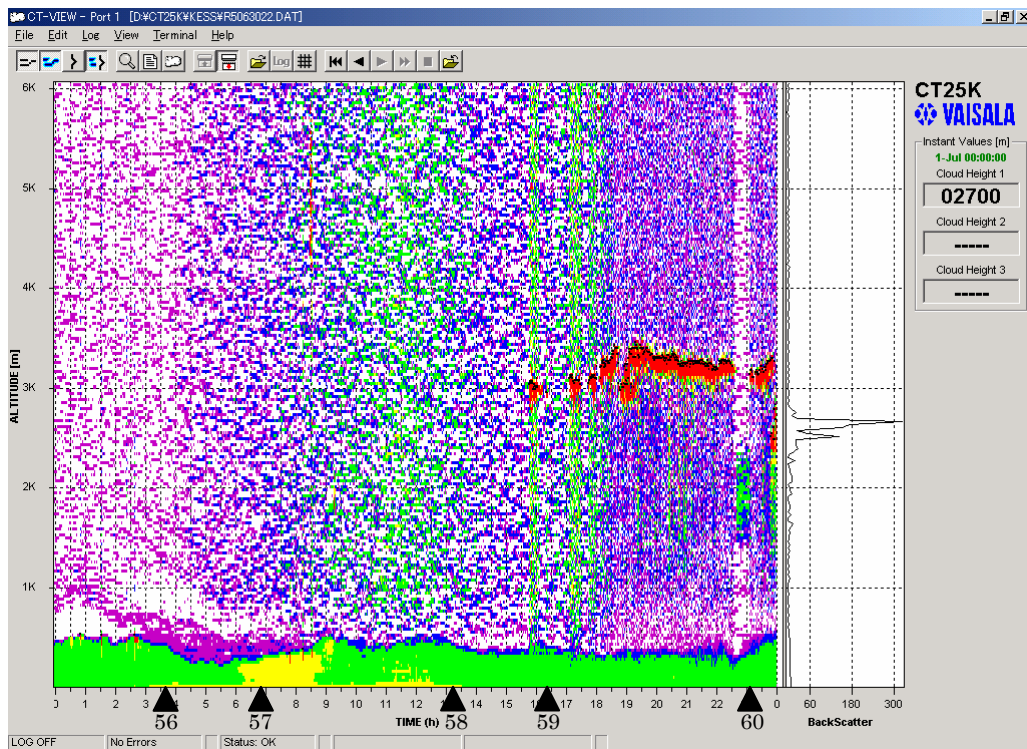 CT-VIEW - Port 1 [D:¥CT25K¥KESS¥R5063022.DAT]
File Edit Log View Terminal Help
Log
CT25K
VAISALA
Instant Values [m]
1-Jul 00:00:00
Cloud Height 1
02700
Cloud Height 2
-----
Cloud Height 3
-----
ALTITUDE [m]
6K
5K
4K
3K
2K
1K
0 1 2 3 4 5 6 7 8 9 10 11 12 13 14 15 16 17 18 19 20 21 22 0 60 120 180 240 300
56 57 58 59 60
TIME (h) BackScatter
LOG OFF No Errors Status: OK